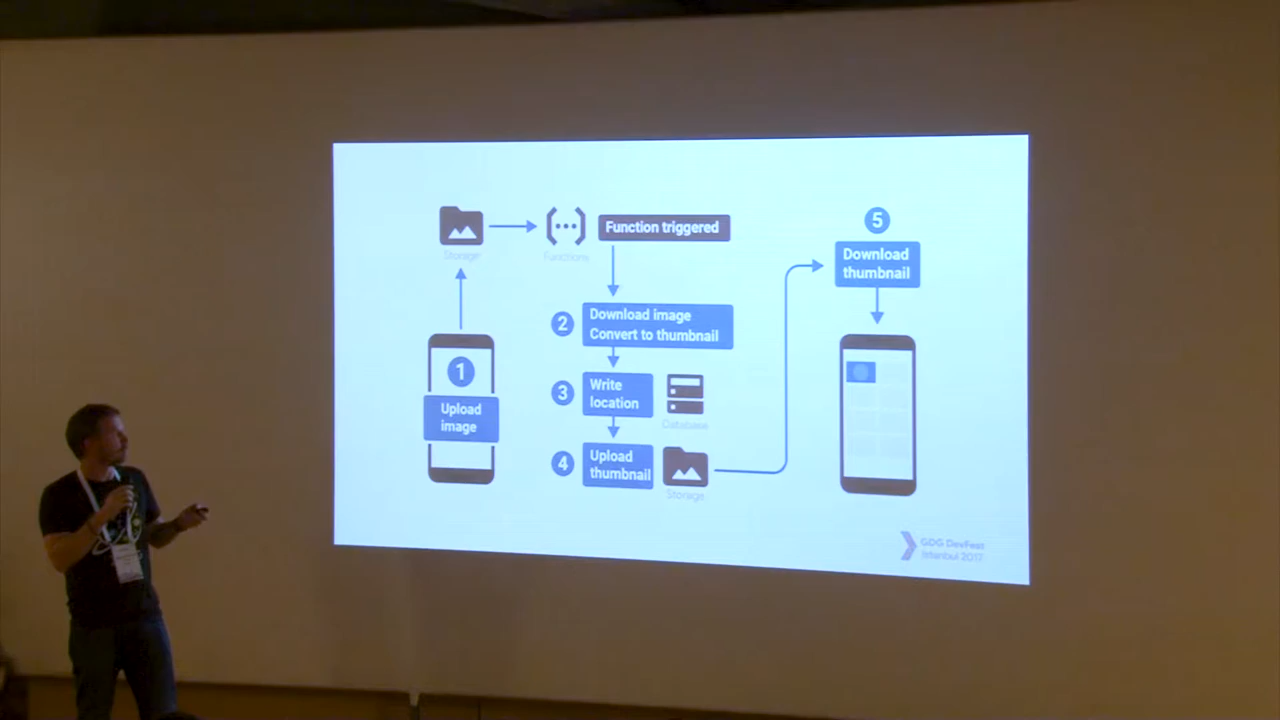 Storage
Functions
Function triggered
1
Upload
image
2
Download image
Convert to thumbnail
3
Write
location
Database
4
Upload
thumbnail
Storage
5
Download
thumbnail
GDG DevFest
Istanbul 2017